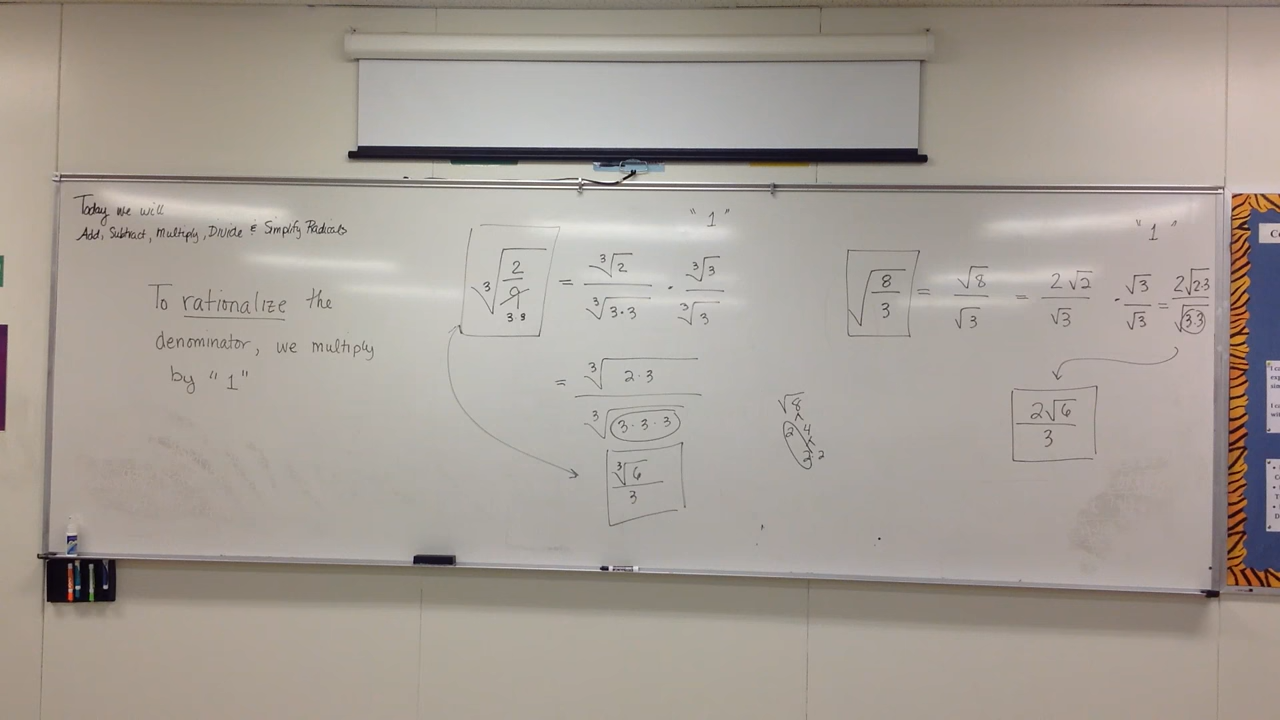 Today we will
Add, Subtract, Multiply, Divide & Simplify Radicals
To rationalize the
denominator, we multiply
by "1"
"1"
∛(2/9) = ∛2/∛(3·3) · ∛3/∛3
3·3
= ∛(2·3)/∛(3·3·3)
∛6/3
√8
2 4
2·2
"1"
√(8/3) = √8/√3 = 2√2/√3 · √3/√3 = 2√(2·3)/√(3·3)
2√6/3